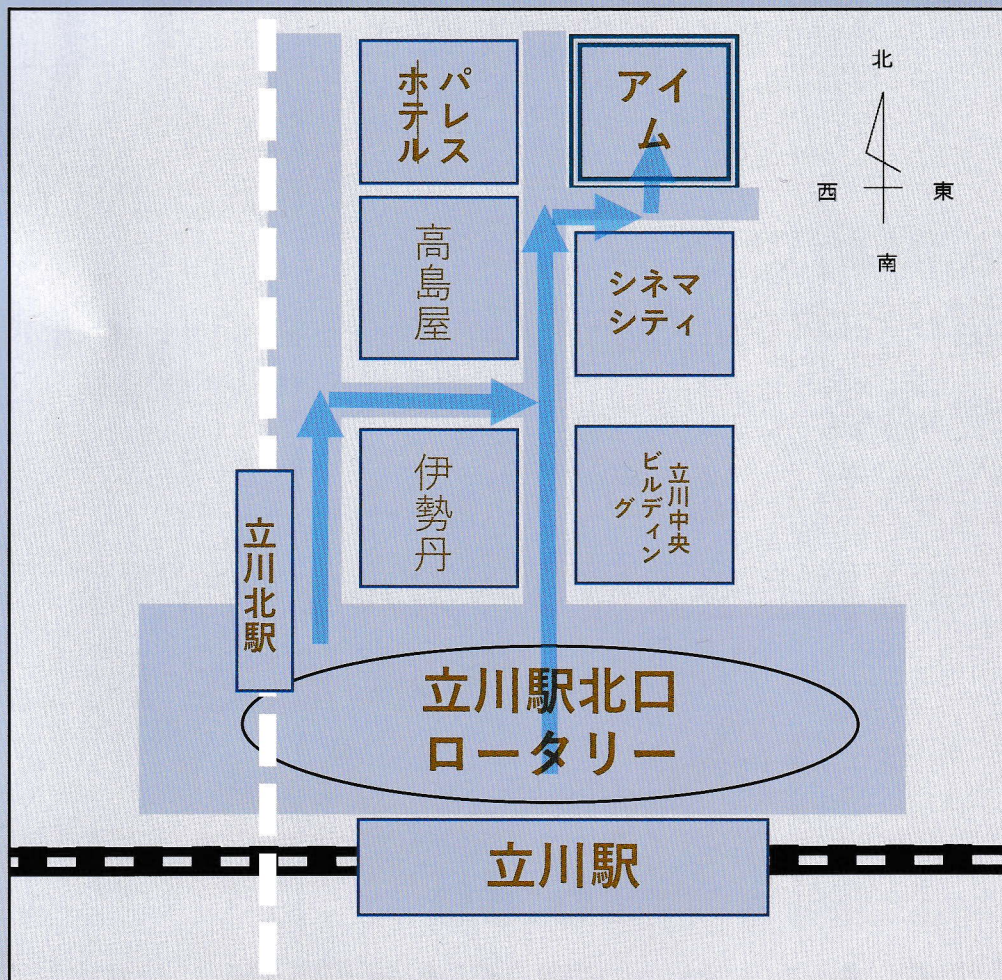 パレス
ホテル
アイ
ム
北
西
東
南
高島屋
シネマ
シティ
伊勢丹
立川中央
ビルディン
グ
立川北駅
立川駅北口
ロータリー
立川駅